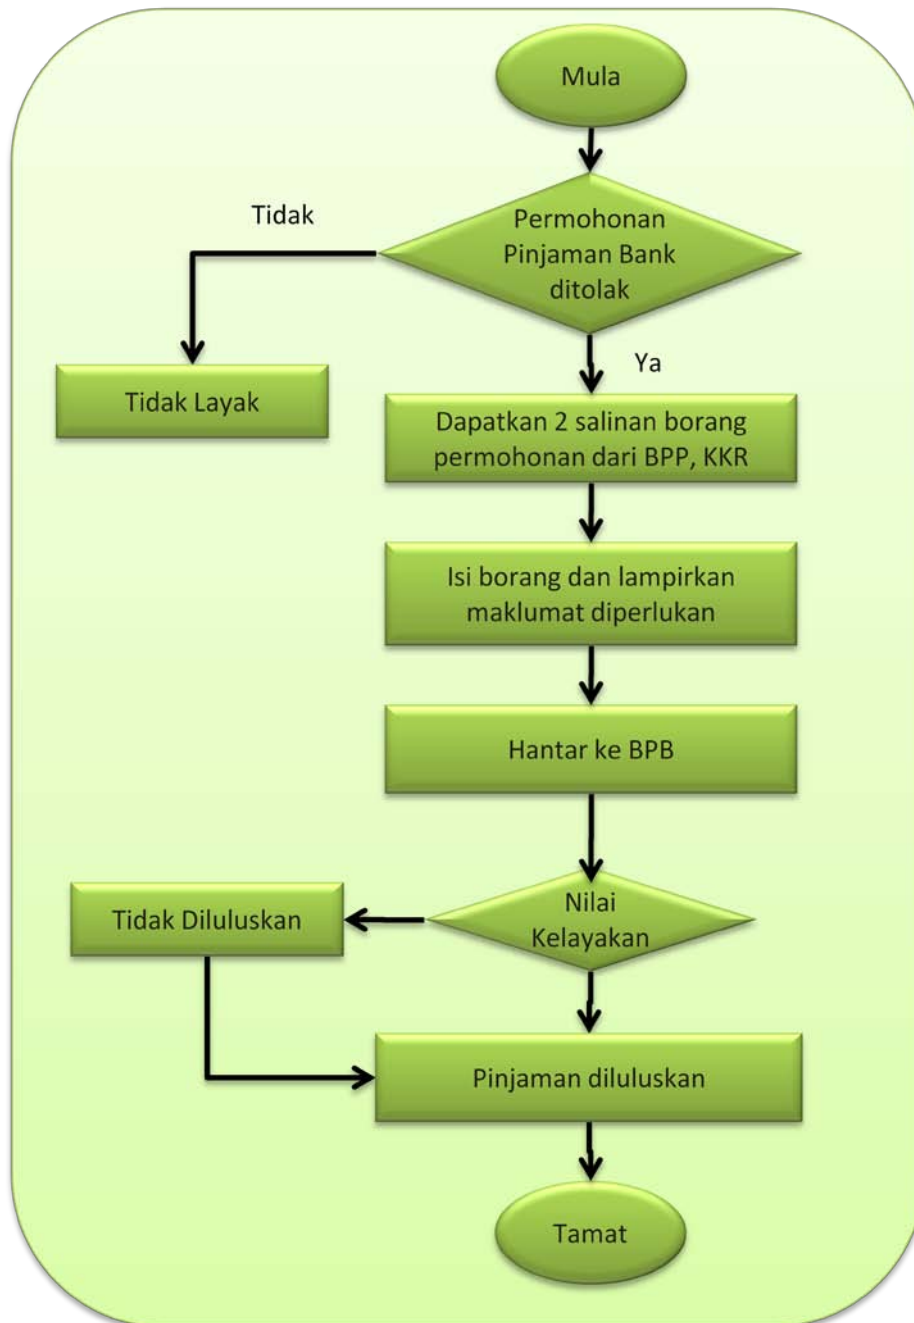 Mula
Tidak
Permohonan
Pinjaman Bank
ditolak
Ya
Tidak Layak
Dapatkan 2 salinan borang
permohonan dari BPP, KKR
Isi borang dan lampirkan
maklumat diperlukan
Hantar ke BPB
Tidak Diluluskan
Nilai
Kelayakan
Pinjaman diluluskan
Tamat